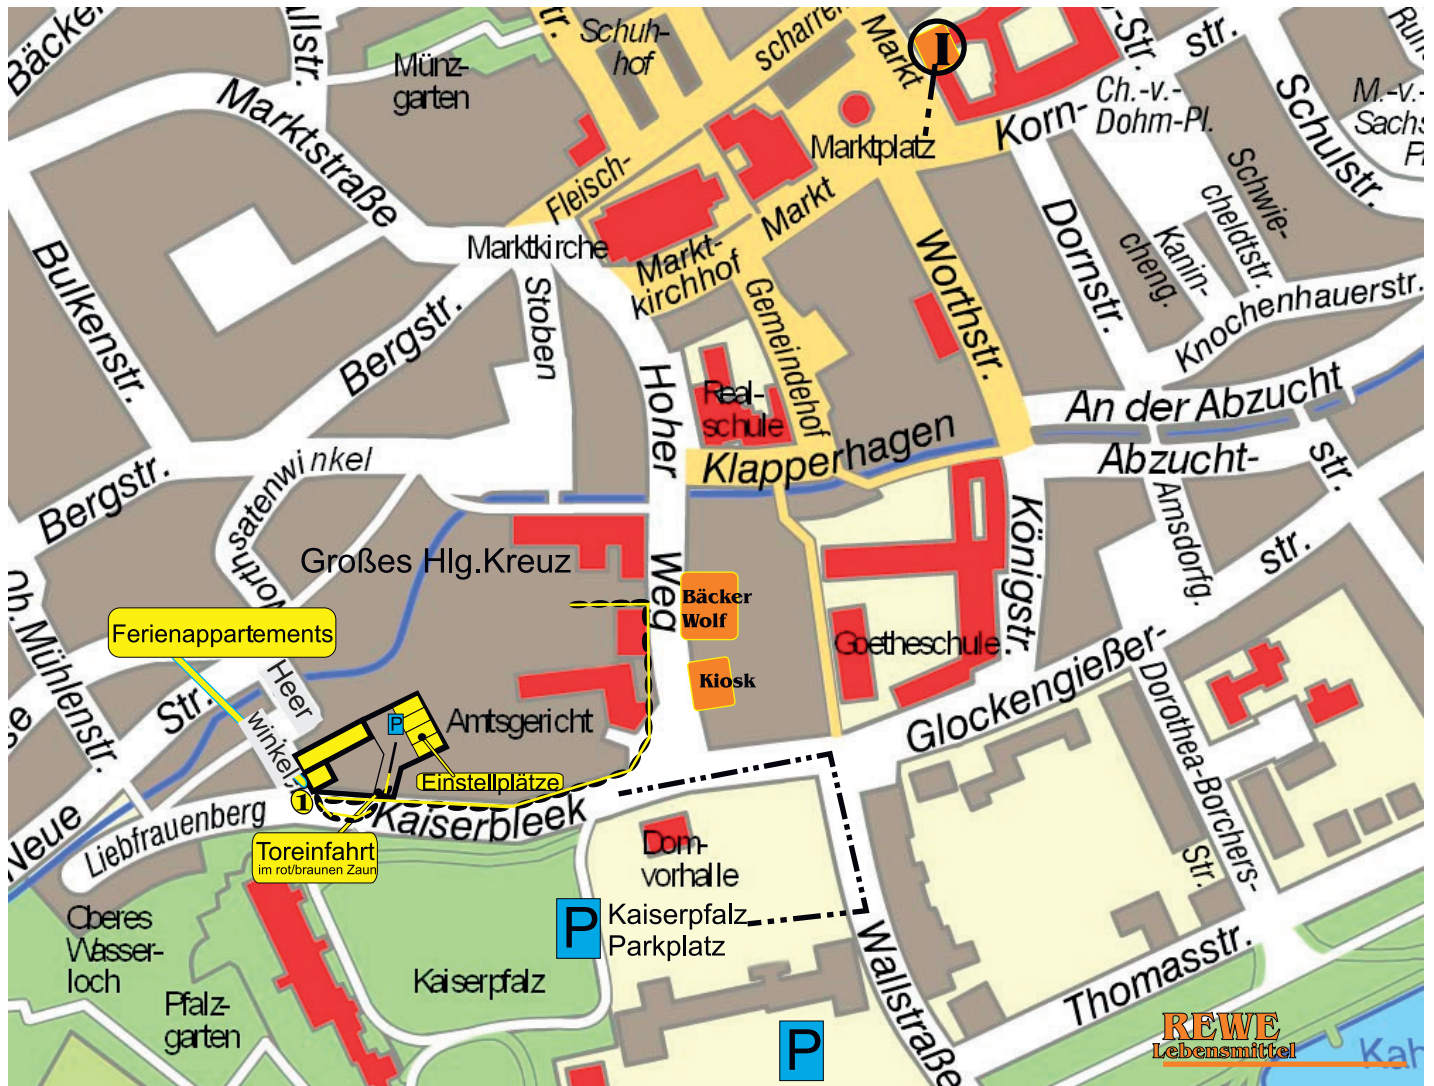 Bäcker
Schuh-
hof
scharren
Markt
I
str.
Münz-
garten
Ch.-v.-
Dohm-Pl.
M.-v.-
Marktstraße
Korn-
Schulstr.
Marktplatz
Fleisch-
Markt
Schwie-
cheldtstr.
Marktkirche
Markt-
kirchhof
Bulkenstr.
Bergstr.
Stoben
Gemeindehof
Worthstr.
Dornstr.
Kanin-
cheng.
Knochenhauerstr.
Hoher
Weg
Real-
schule
An der Abzucht
Klapperhagen
Abzucht-
str.
Bergstr.
winkel
Königstr.
Amsdorfg.
str.
Großes Hlg.Kreuz
Bäcker
Wolf
Ferienappartements
Goetheschule
Glockengießer-
Mühlenstr.
Heer
winkel
Kiosk
Str.
P
Amtsgericht
Dorothea-Borchers-
Str.
Einstellplätze
1
Kaiserbleek
Neue
Liebfrauenberg
Toreinfahrt
im rot/braunen Zaun
Dom-
vorhalle
Oberes
Wasser-
loch
P
Kaiserpfalz
Parkplatz
Kaiserpfalz
Wallstraße
Thomasstr.
Pfalz-
garten
P
REWE
Lebensmittel
Kah